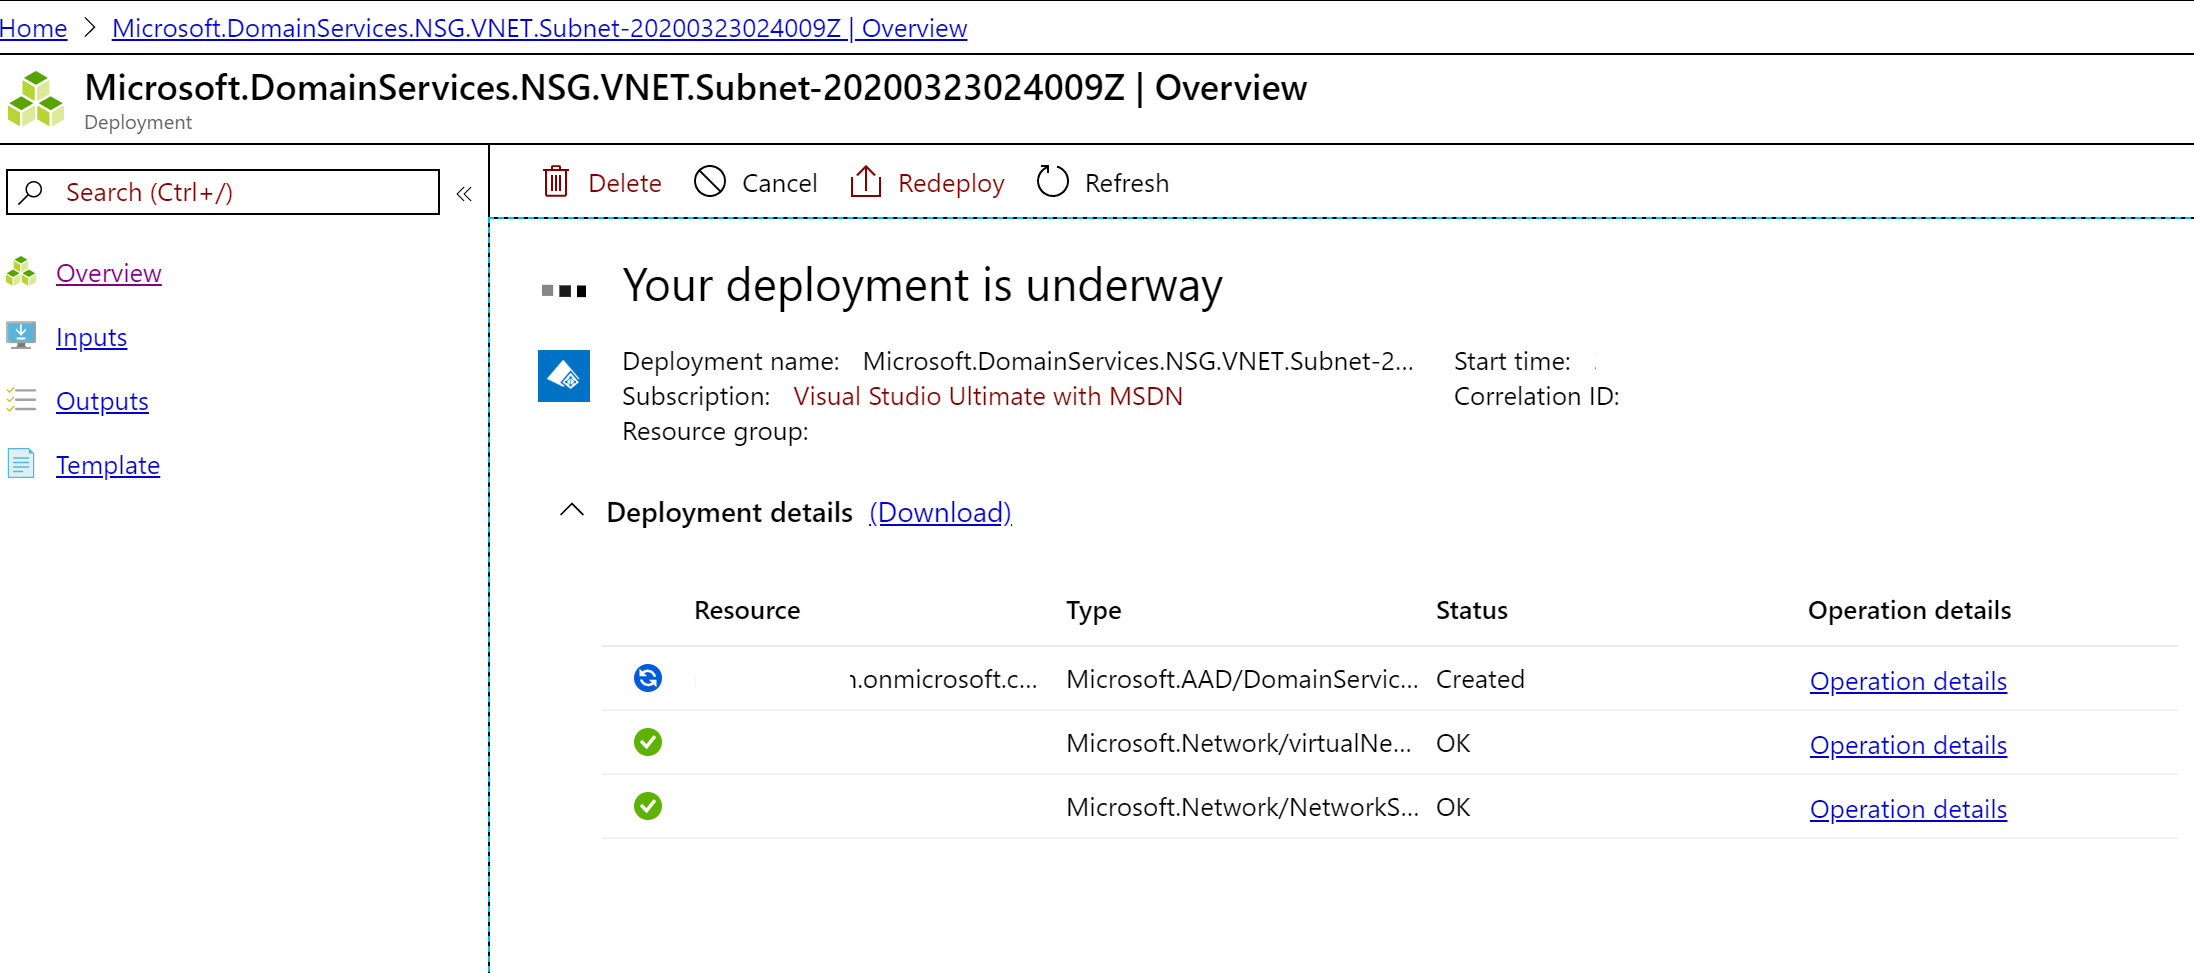 Home > Microsoft.DomainServices.NSG.VNET.Subnet-20200323024009Z | Overview
Microsoft.DomainServices.NSG.VNET.Subnet-20200323024009Z | Overview
Deployment
Search (Ctrl+/) «
Delete Cancel Redeploy Refresh
Overview
Inputs
Outputs
Template
Your deployment is underway
Deployment name: Microsoft.DomainServices.NSG.VNET.Subnet-2... Start time:
Subscription: Visual Studio Ultimate with MSDN Correlation ID:
Resource group:
Deployment details (Download)
Resource Type Status Operation details
.onmicrosoft.c... Microsoft.AAD/DomainServic... Created Operation details
Microsoft.Network/virtualNe... OK Operation details
Microsoft.Network/NetworkS... OK Operation details